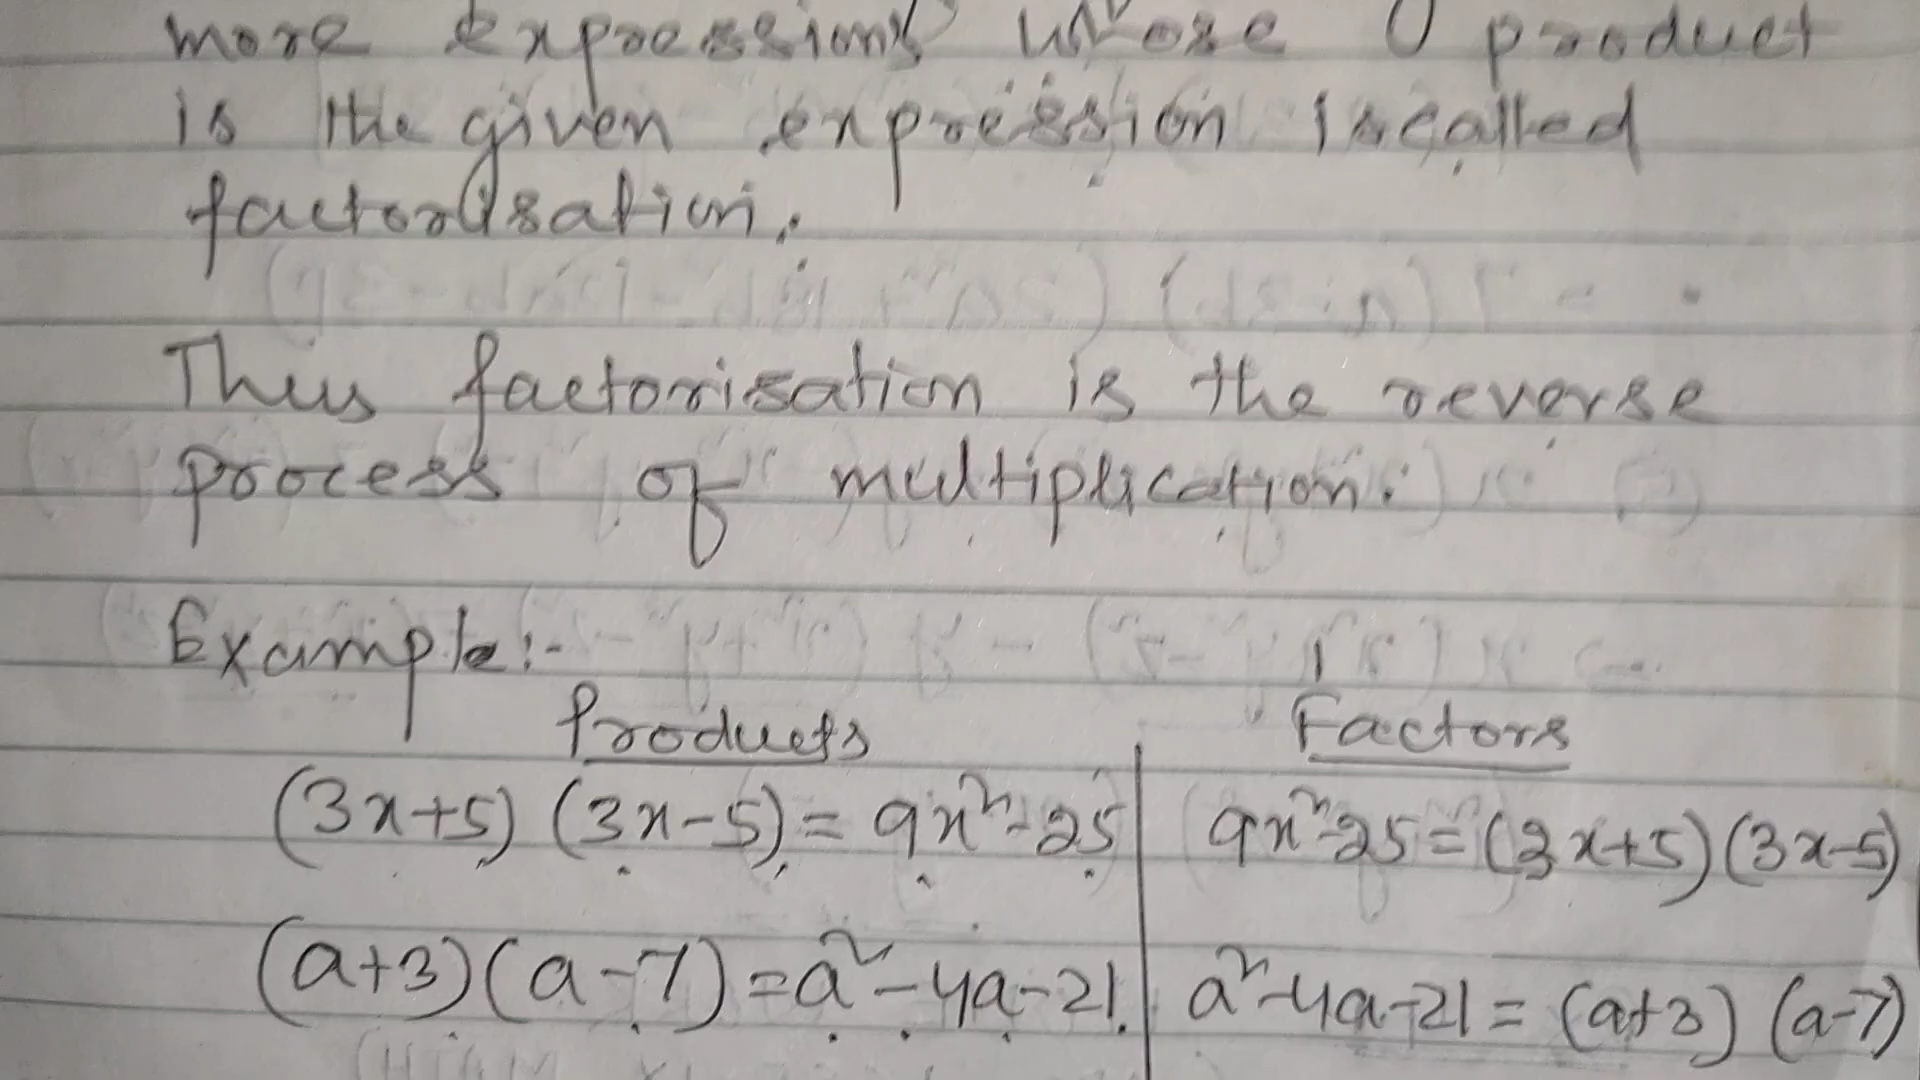 more expressions whose product
is the given expression is called
factorisation.
Thus factorisation is the reverse
process of multiplication.
Example:-
Products
Factors
(3x+5) (3x-5) = 9x²-25
9x²-25 = (3x+5) (3x-5)
(a+3) (a-7) = a²-4a-21.
a²-4a-21 = (a+3) (a-7)